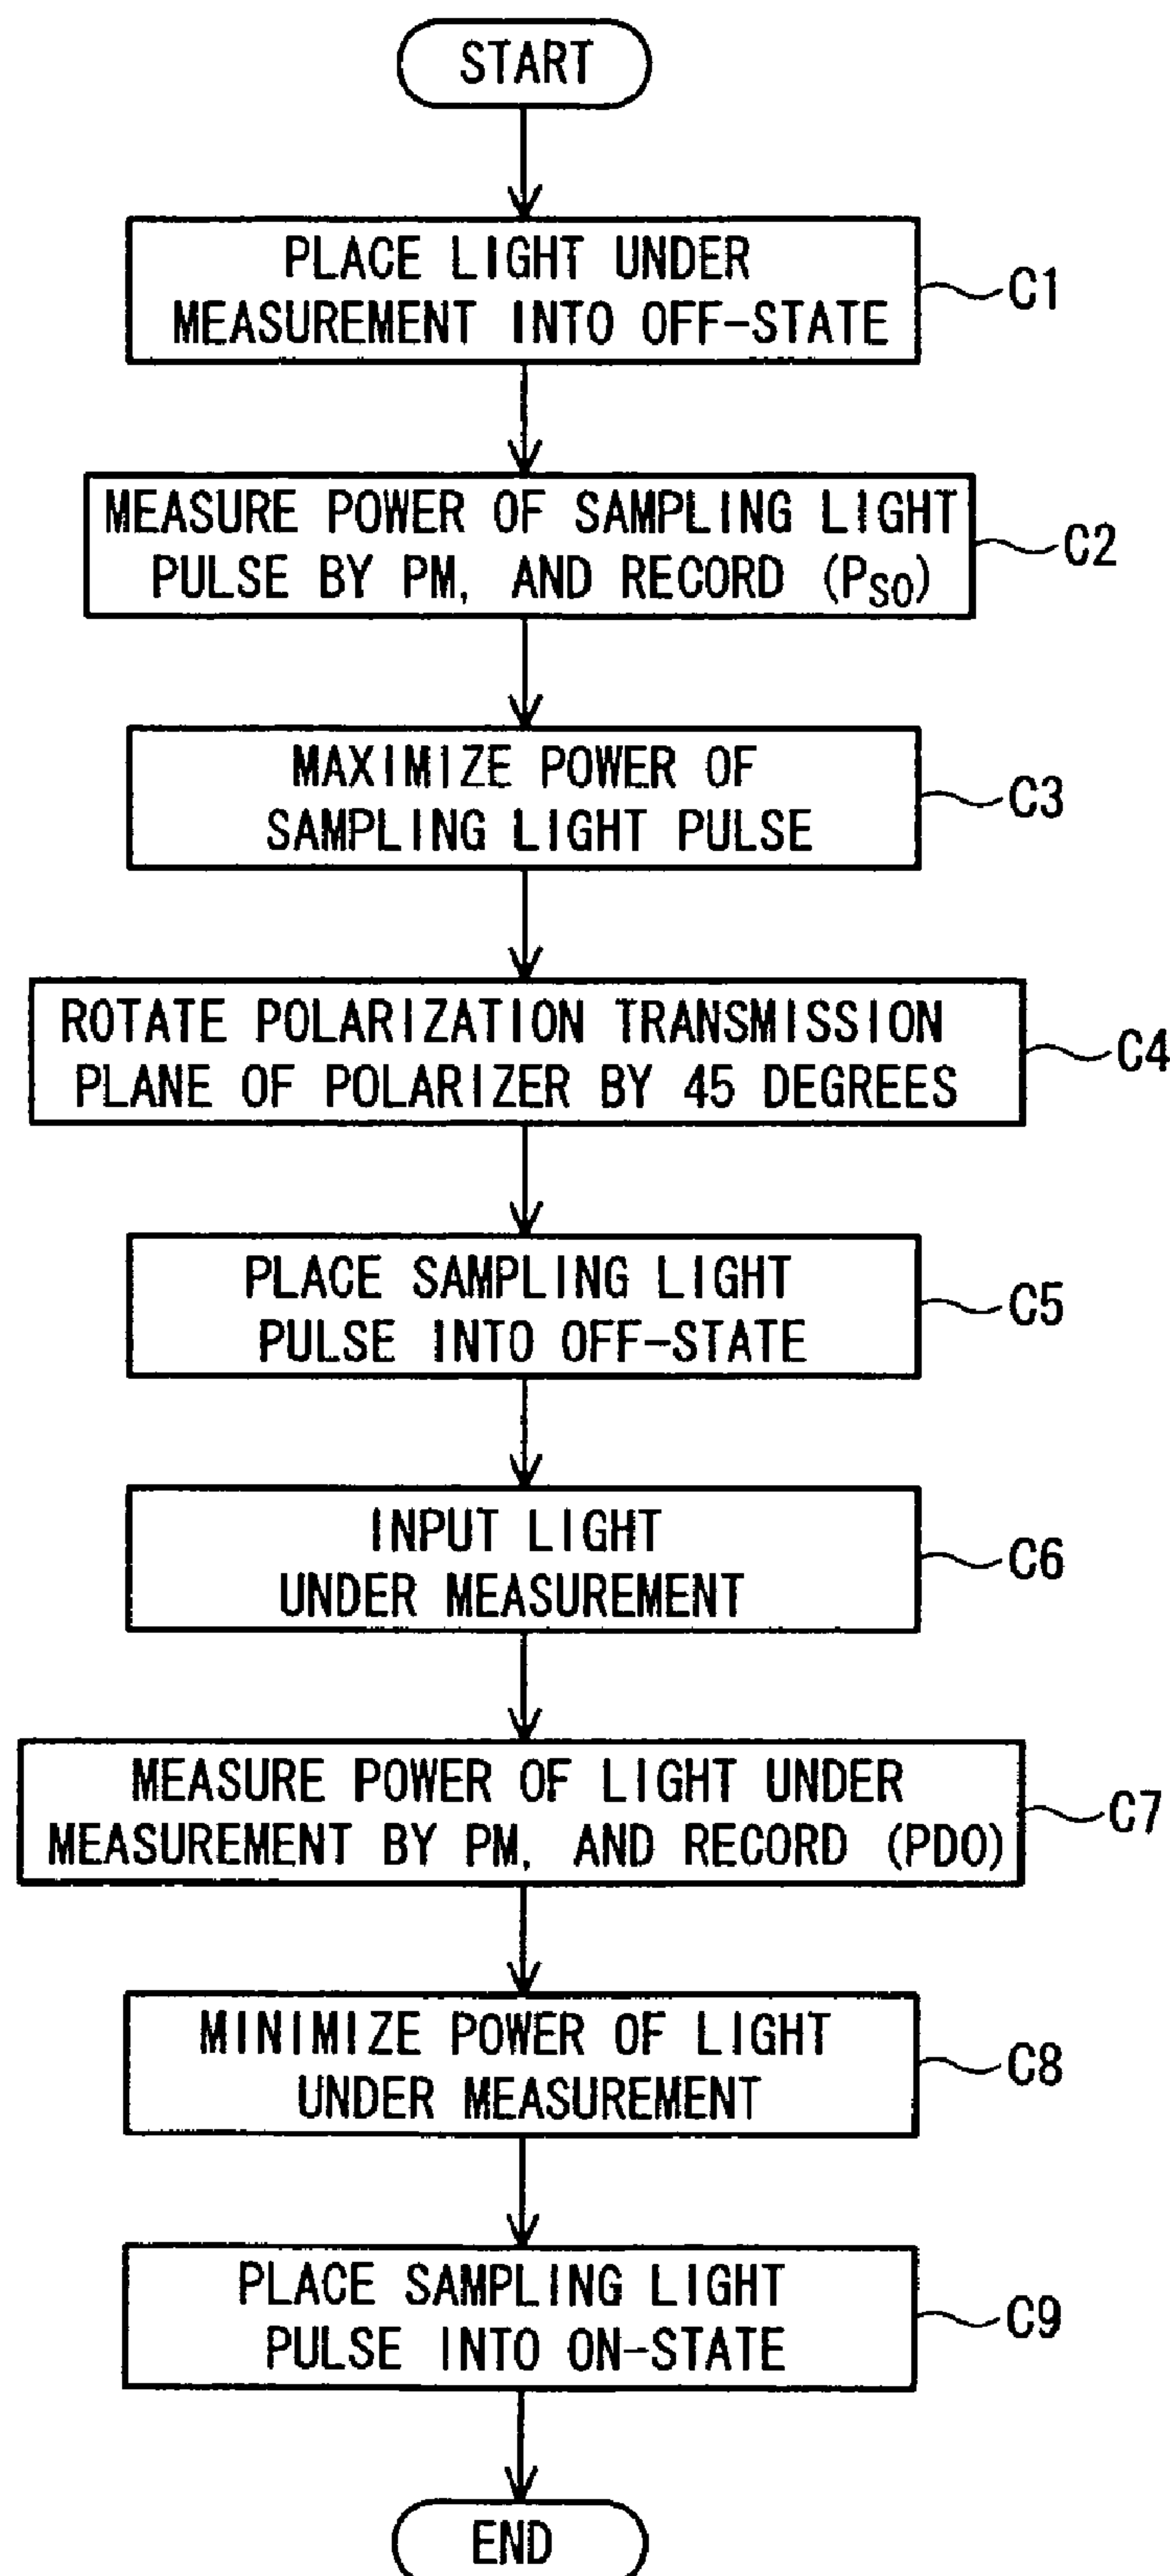 START
PLACE LIGHT UNDER
MEASUREMENT INTO OFF-STATE
C1
MEASURE POWER OF SAMPLING LIGHT
PULSE BY PM, AND RECORD (PS0)
C2
MAXIMIZE POWER OF
SAMPLING LIGHT PULSE
C3
ROTATE POLARIZATION TRANSMISSION
PLANE OF POLARIZER BY 45 DEGREES
C4
PLACE SAMPLING LIGHT
PULSE INTO OFF-STATE
C5
INPUT LIGHT
UNDER MEASUREMENT
C6
MEASURE POWER OF LIGHT UNDER
MEASUREMENT BY PM, AND RECORD (PD0)
C7
MINIMIZE POWER OF LIGHT
UNDER MEASUREMENT
C8
PLACE SAMPLING LIGHT
PULSE INTO ON-STATE
C9
END